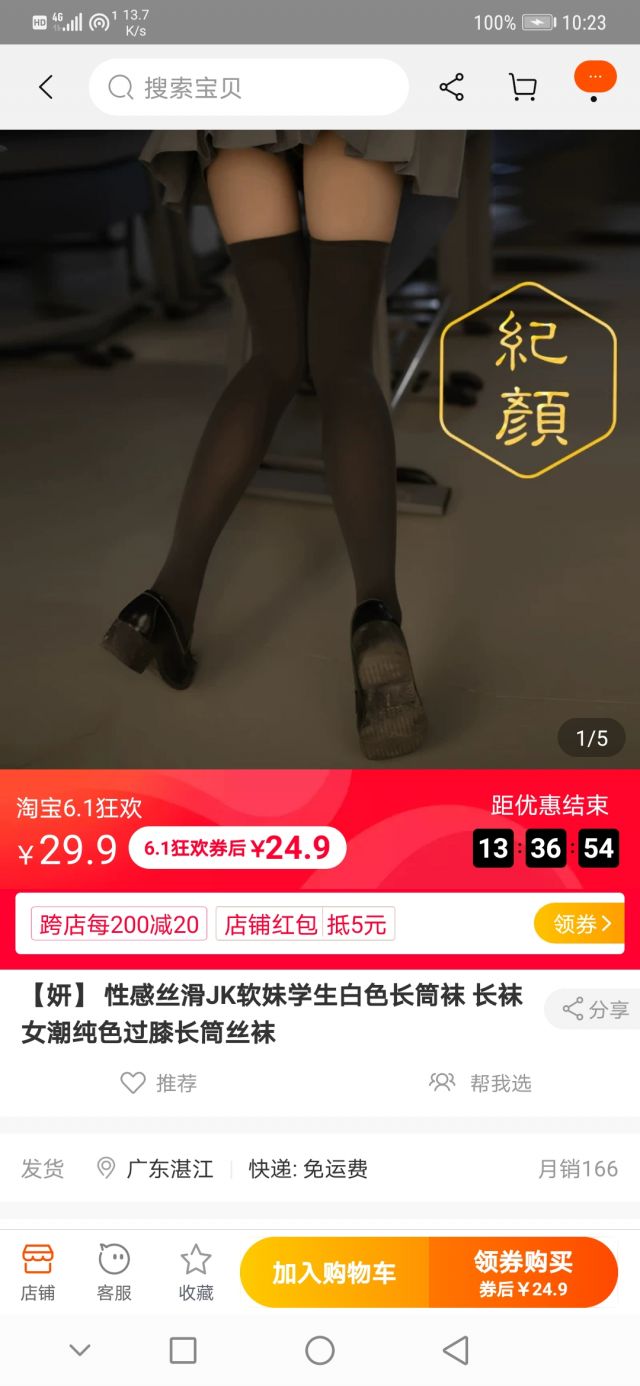 HD 4G 1 13.7 K/s 100% 10:23
搜索宝贝
紀
顏
1/5
淘宝6.1狂欢
距优惠结束
¥29.9 6.1狂欢券后¥24.9
13:36:54
跨店每200减20 店铺红包 抵5元 领券
【妍】 性感丝滑JK软妹学生白色长筒袜 长袜
女潮纯色过膝长筒丝袜
分享
推荐 帮我选
发货 广东湛江 快递: 免运费 月销166
店铺 客服 收藏
加入购物车
领券购买
券后¥24.9